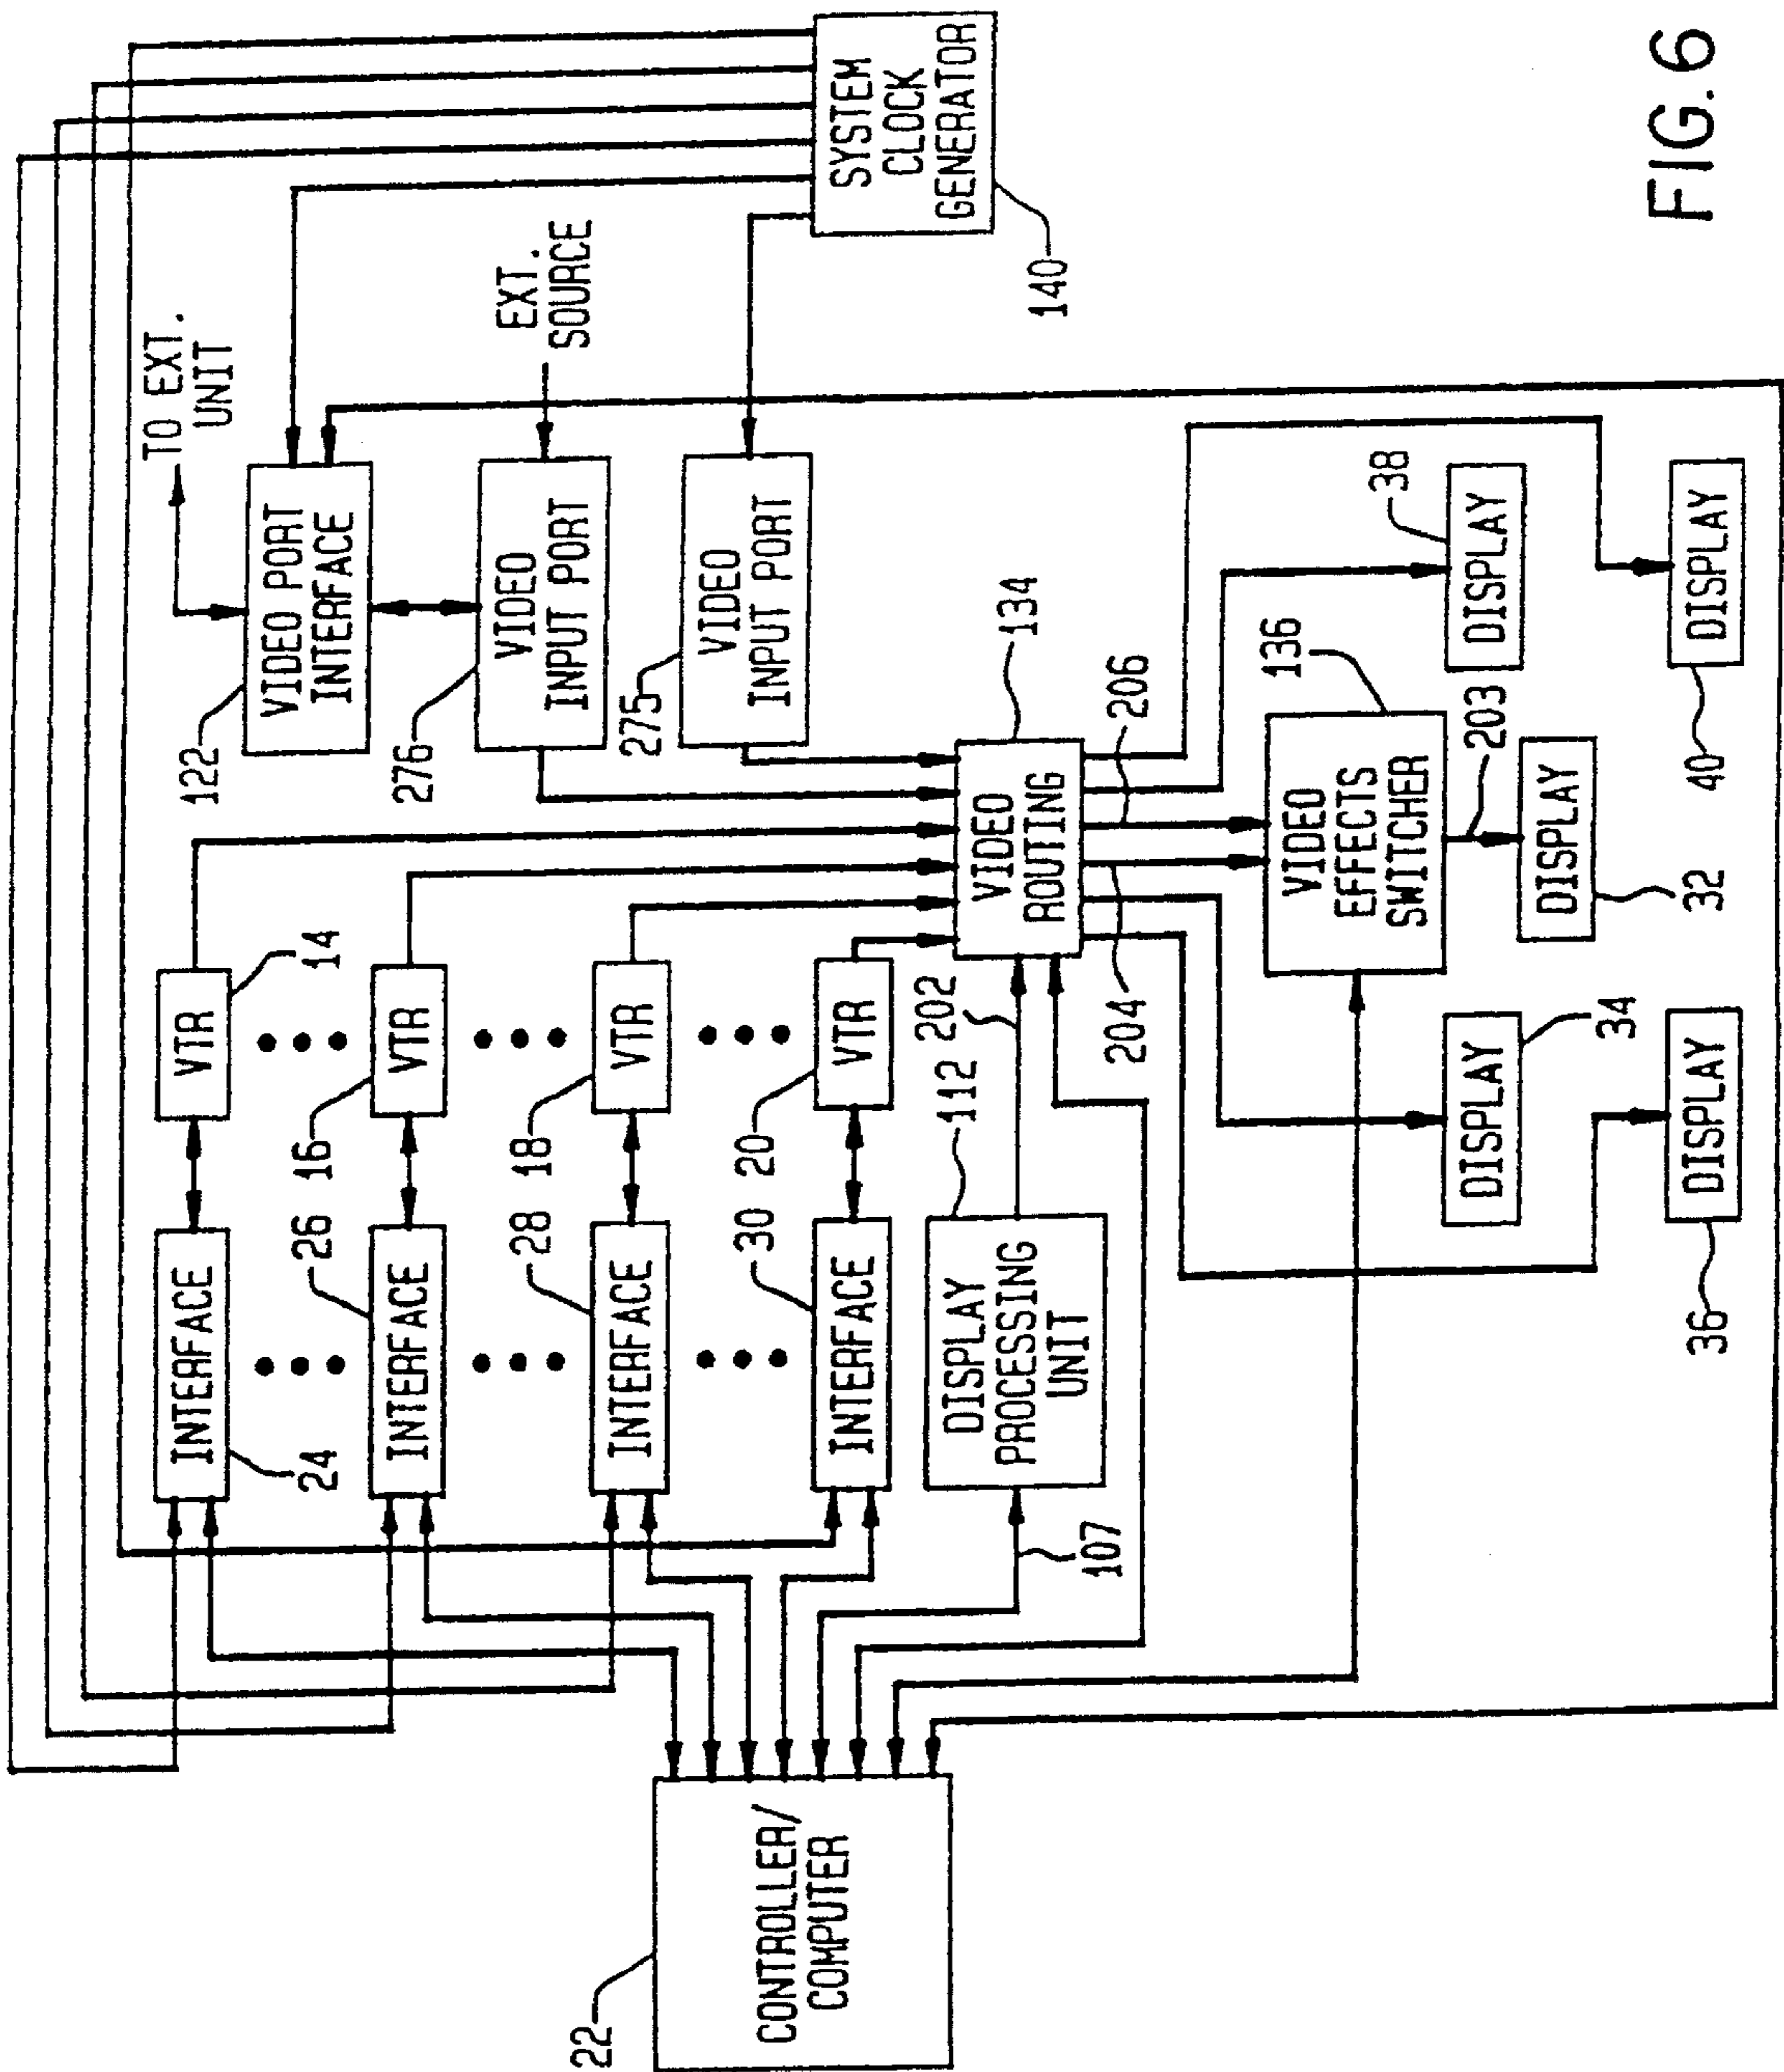 TO EXT.
UNIT
EXT.
SOURCE
SYSTEM
CLOCK
GENERATOR
140
VIDEO PORT
INTERFACE
122
VIDEO
INPUT PORT
276
VIDEO
INPUT PORT
275
INTERFACE
24
VTR
14
INTERFACE
26
VTR
16
INTERFACE
28
VTR
18
INTERFACE
30
VTR
20
DISPLAY
PROCESSING
UNIT
112
107
202
VIDEO
ROUTING
134
204
206
CONTROLLER/
COMPUTER
22
VIDEO
EFFECTS
SWITCHER
136
203
DISPLAY
34
DISPLAY
36
DISPLAY
32
DISPLAY
38
DISPLAY
40
FIG. 6